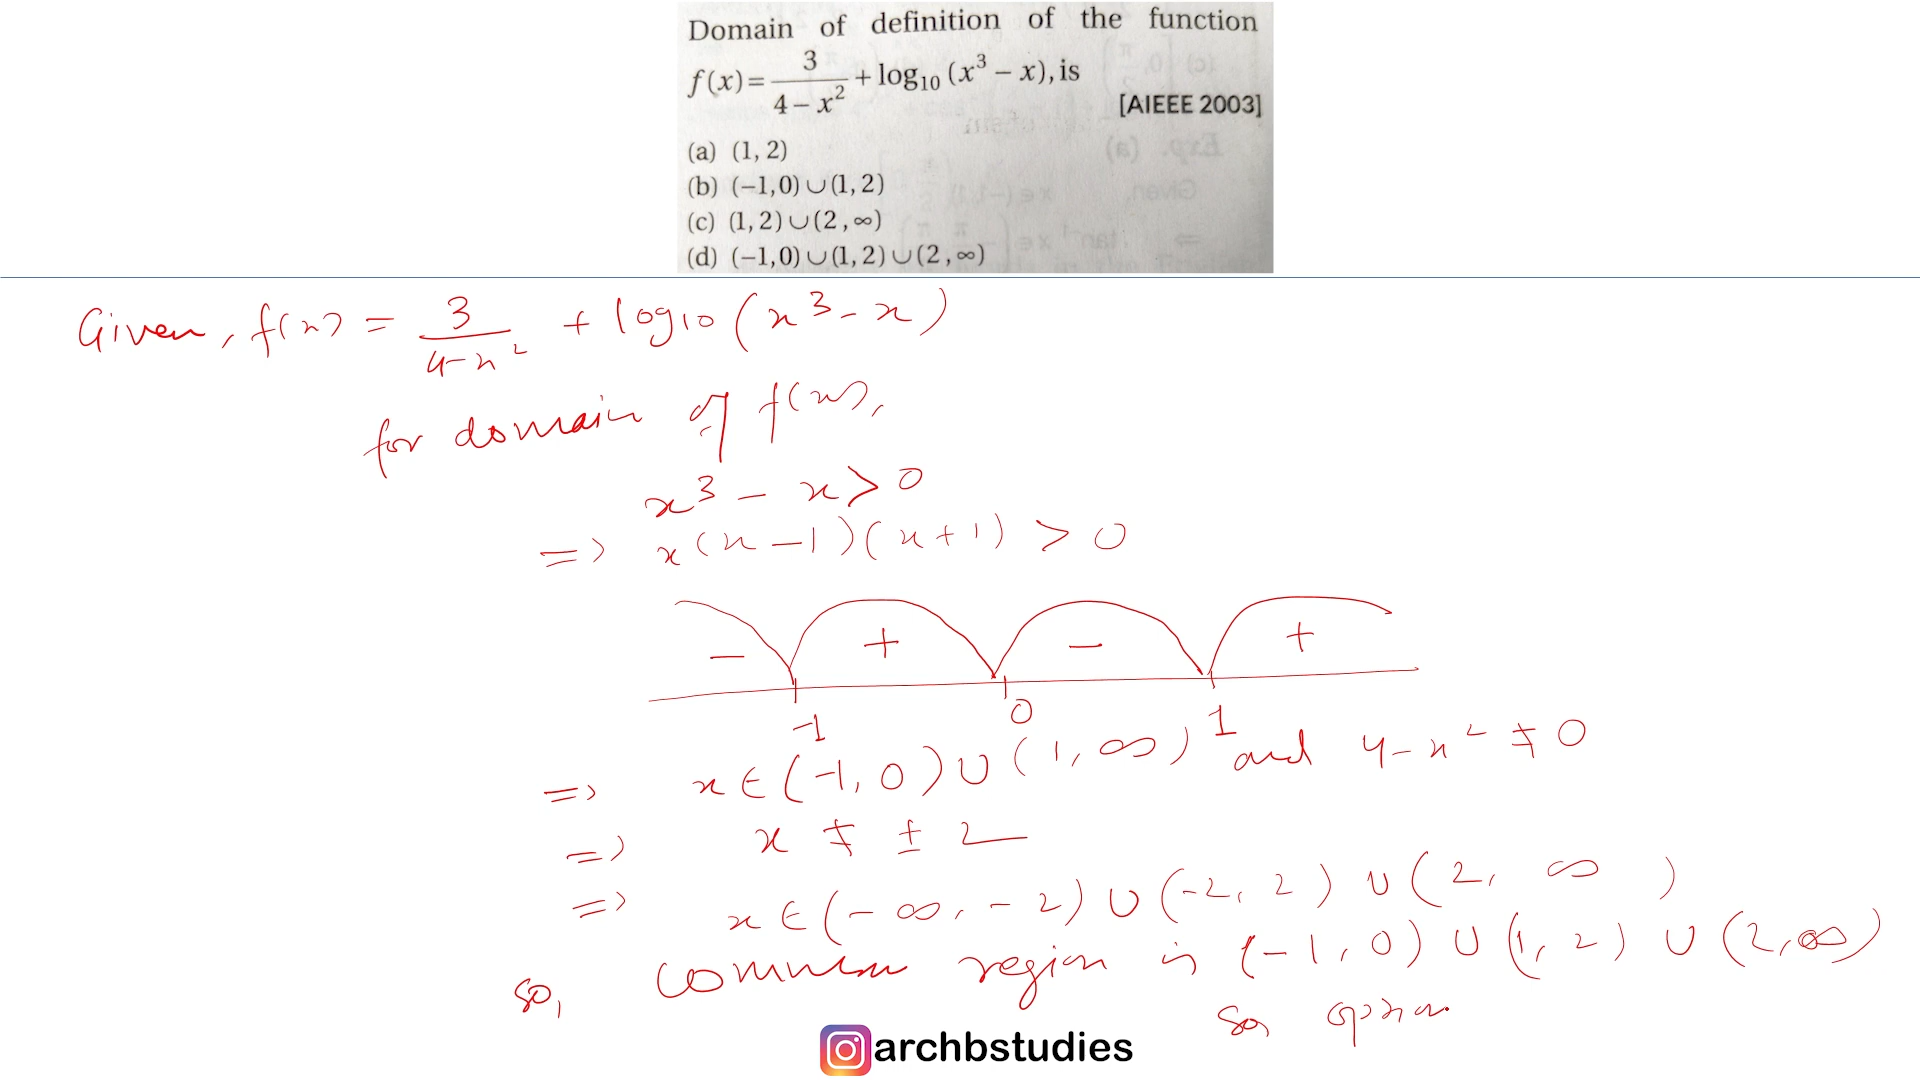 Domain of definition of the function
f(x)= 3/(4 – x²) + log₁₀ (x³ – x), is
[AIEEE 2003]
(a) (1, 2)
(b) (–1,0)∪(1, 2)
(c) (1, 2)∪(2, ∞)
(d) (–1,0)∪(1, 2)∪(2, ∞)
Given, f(x) = 3/(4-x²) + log10 (x³-x)
for domain of f(x),
x³ - x > 0
=> x(x-1)(x+1) > 0
- + - +
-1 0 1
=> x ∈ (-1, 0) ∪ (1, ∞) and 4-x² ≠ 0
=> x ≠ ± 2
=> x ∈ (-∞, -2) ∪ (-2, 2) ∪ (2, ∞)
so, common region is (-1, 0) ∪ (1, 2) ∪ (2, ∞)
so, option
archbstudies